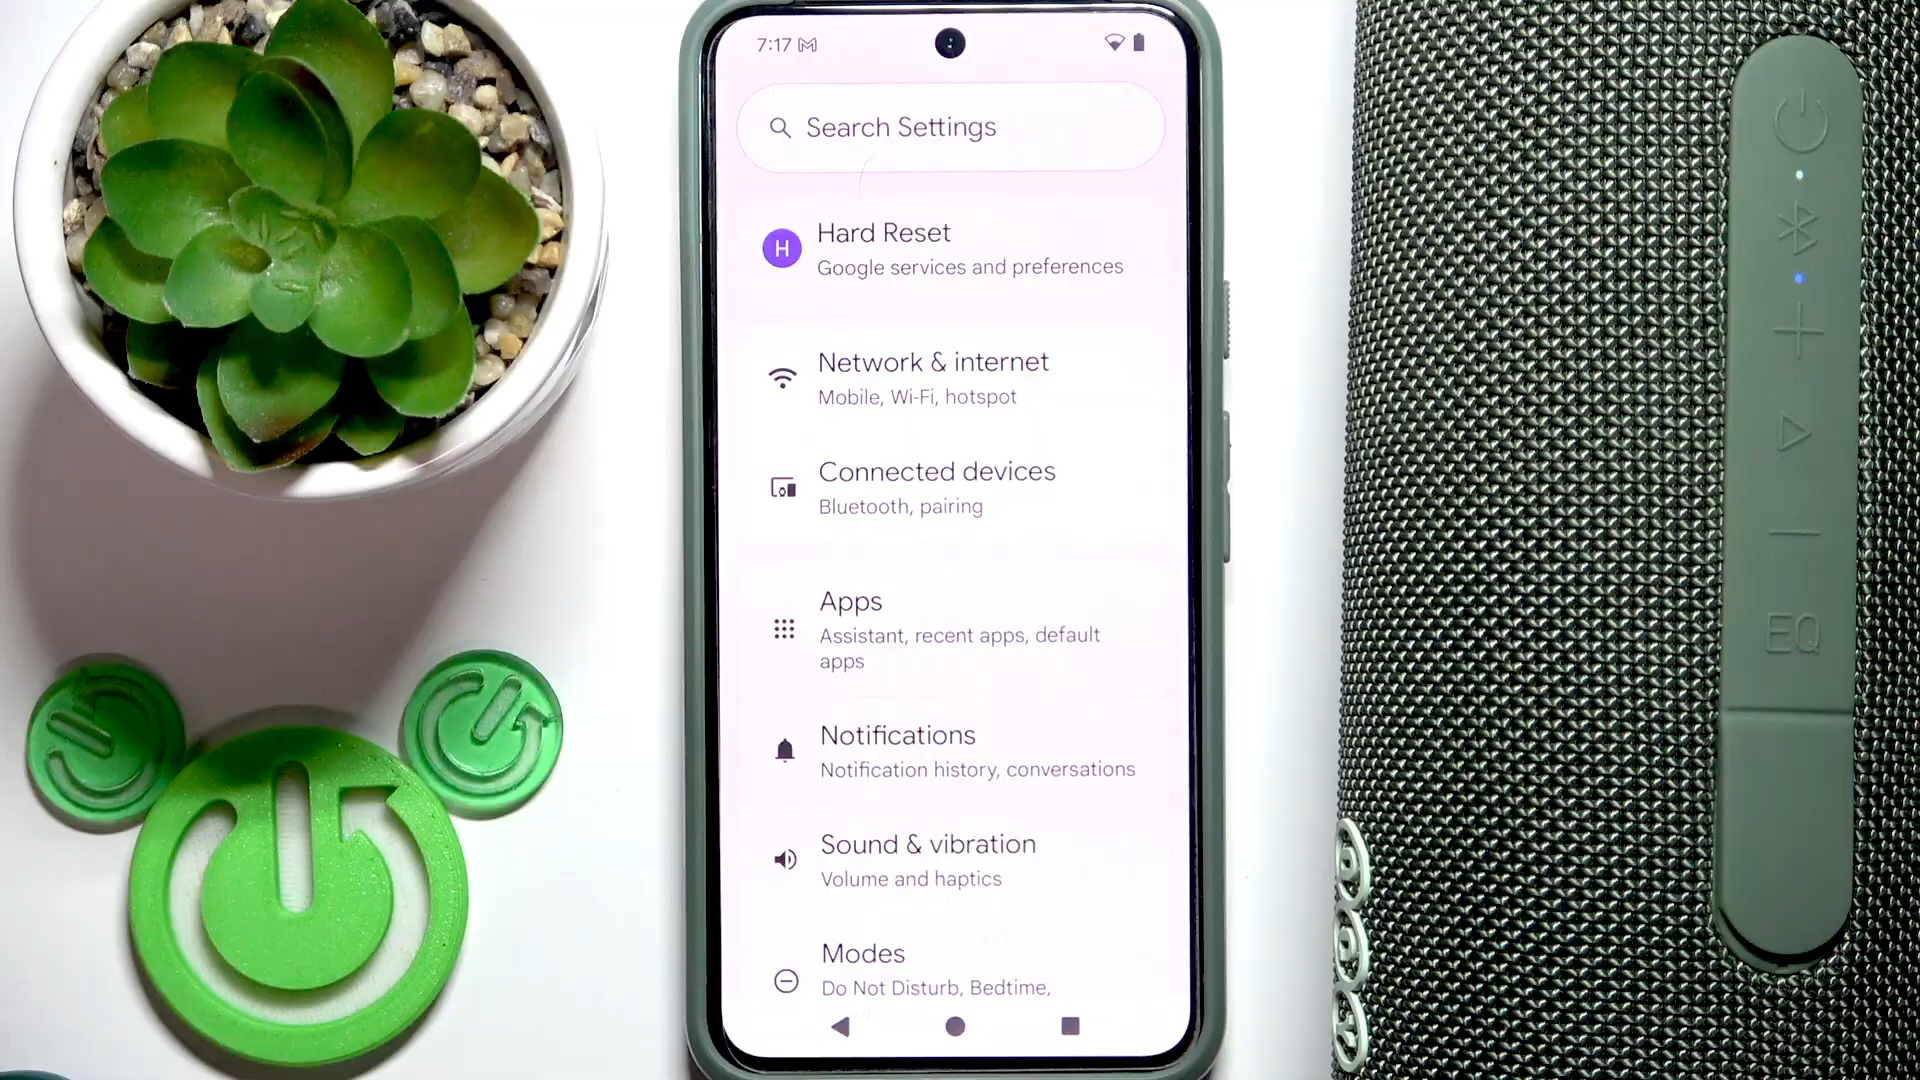 7:17
Search Settings
H
Hard Reset
Google services and preferences
Network & internet
Mobile, Wi-Fi, hotspot
Connected devices
Bluetooth, pairing
Apps
Assistant, recent apps, default
apps
Notifications
Notification history, conversations
Sound & vibration
Volume and haptics
Modes
Do Not Disturb, Bedtime,
EQ